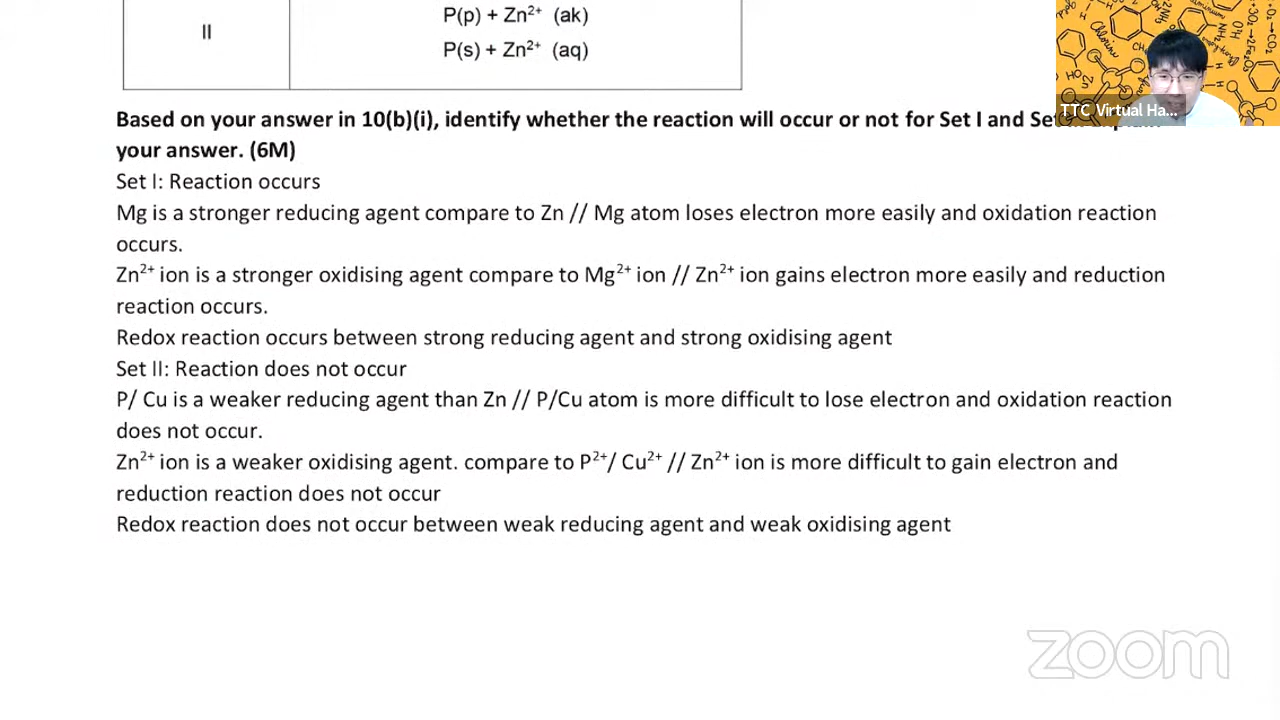 P(p) + Zn²⁺ (ak)
II
P(s) + Zn²⁺ (aq)
Based on your answer in 10(b)(i), identify whether the reaction will occur or not for Set I and
your answer. (6M)
Set I: Reaction occurs
Mg is a stronger reducing agent compare to Zn // Mg atom loses electron more easily and oxidation reaction
occurs.
Zn²⁺ ion is a stronger oxidising agent compare to Mg²⁺ ion // Zn²⁺ ion gains electron more easily and reduction
reaction occurs.
Redox reaction occurs between strong reducing agent and strong oxidising agent
Set II: Reaction does not occur
P/ Cu is a weaker reducing agent than Zn // P/Cu atom is more difficult to lose electron and oxidation reaction
does not occur.
Zn²⁺ ion is a weaker oxidising agent. compare to P²⁺/ Cu²⁺ // Zn²⁺ ion is more difficult to gain electron and
reduction reaction does not occur
Redox reaction does not occur between weak reducing agent and weak oxidising agent
TTC Virtual Ha...
zoom